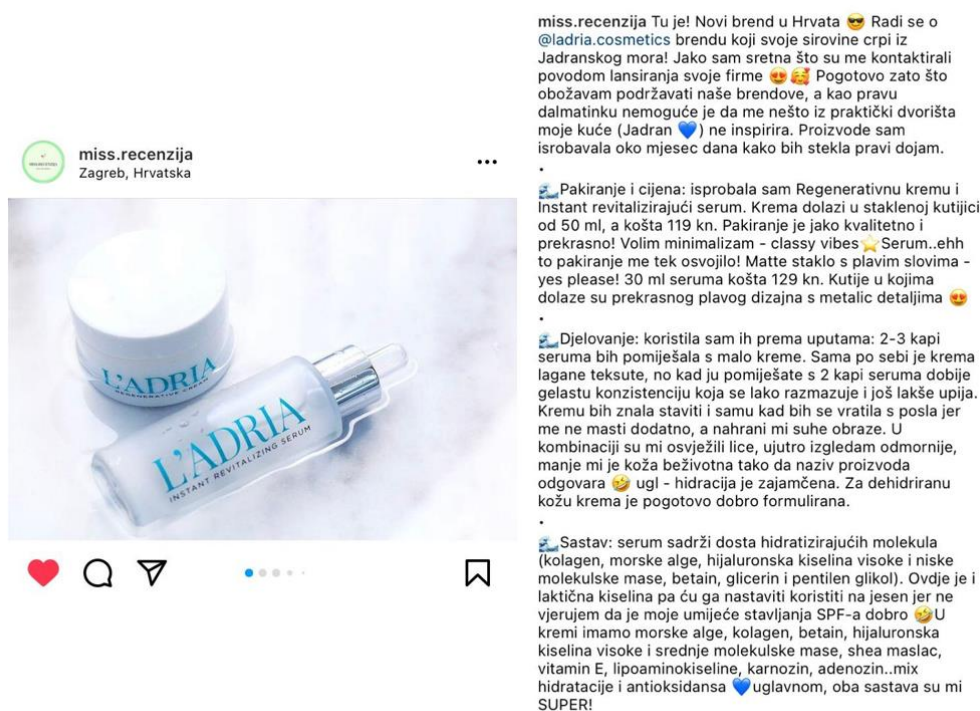 miss.recenzija
Zagreb, Hrvatska
L'ADRIA
REGENERATIVE CREAM
L'ADRIA
INSTANT REVITALIZING SERUM
miss.recenzija Tu je! Novi brend u Hrvata 😎 Radi se o
@ladria.cosmetics brendu koji svoje sirovine crpi iz
Jadranskog mora! Jako sam sretna što su me kontaktirali
povodom lansiranja svoje firme 😍🥰 Pogotovo zato što
obožavam podržavati naše brendove, a kao pravu
dalmatinku nemoguće je da me nešto iz praktički dvorišta
moje kuće (Jadran 💙) ne inspirira. Proizvode sam
isrobavala oko mjesec dana kako bih stekla pravi dojam.
.
🌊Pakiranje i cijena: isprobala sam Regenerativnu kremu i
Instant revitalizirajući serum. Krema dolazi u staklenoj kutijici
od 50 ml, a košta 119 kn. Pakiranje je jako kvalitetno i
prekrasno! Volim minimalizam - classy vibes⭐Serum..ehh
to pakiranje me tek osvojilo! Matte staklo s plavim slovima -
yes please! 30 ml seruma košta 129 kn. Kutije u kojima
dolaze su prekrasnog plavog dizajna s metalic detaljima 😍
.
🌊Djelovanje: koristila sam ih prema uputama: 2-3 kapi
seruma bih pomiješala s malo kreme. Sama po sebi je krema
lagane teksute, no kad ju pomiješate s 2 kapi seruma dobije
gelastu konzistenciju koja se lako razmazuje i još lakše upija.
Kremu bih znala staviti i samu kad bih se vratila s posla jer
me ne masti dodatno, a nahrani mi suhe obraze. U
kombinaciji su mi osvježili lice, ujutro izgledam odmornije,
manje mi je koža beživotna tako da naziv proizvoda
odgovara 🤣 ugl - hidracija je zajamčena. Za dehidriranu
kožu krema je pogotovo dobro formulirana.
.
🌊Sastav: serum sadrži dosta hidratizirajućih molekula
(kolagen, morske alge, hijaluronska kiselina visoke i niske
molekulske mase, betain, glicerin i pentilen glikol). Ovdje je i
laktična kiselina pa ću ga nastaviti koristiti na jesen jer ne
vjerujem da je moje umijeće stavljanja SPF-a dobro 🤣U
kremi imamo morske alge, kolagen, betain, hijaluronska
kiselina visoke i srednje molekulske mase, shea maslac,
vitamin E, lipoaminokiseline, karnozin, adenozin..mix
hidratacije i antioksidansa 💙uglavnom, oba sastava su mi
SUPER!